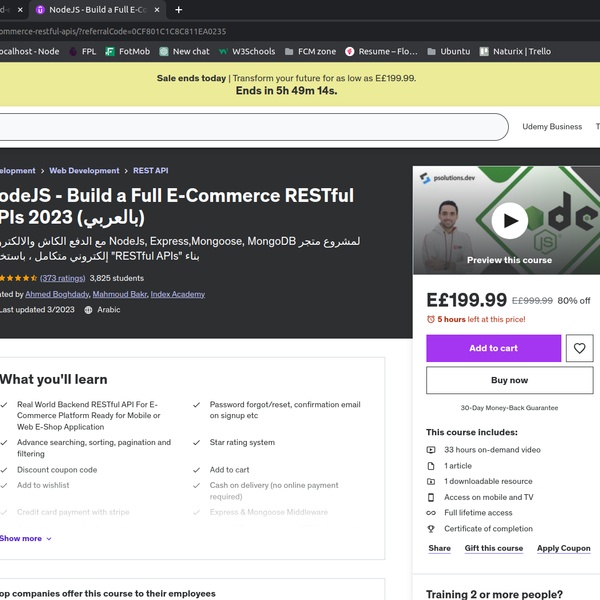 NodeJS - Build a Full E-Co
ommerce-restful-apis/?referralCode=0CF801C1C8C811EA0235
ocalhost - Node
FPL
FotMob
New chat
W3Schools
FCM zone
Resume – Flo…
Ubuntu
Naturix | Trello
Sale ends today | Transform your future for as low as E£199.99.
Ends in 5h 49m 14s.
Udemy Business
elopment > Web Development > REST API
odeJS - Build a Full E-Commerce RESTful
PIs 2023 (بالعربي)
لمشروع متجر NodeJs, Express,Mongoose, MongoDB مع الدفع الكاش والالكترو
بناء "RESTful APIs" إلكتروني متكامل ، باستخ
(373 ratings) 3,825 students
ated by Ahmed Boghdady, Mahmoud Bakr, Index Academy
Last updated 3/2023 Arabic
psolutions.dev
Preview this course
E£199.99 E£999.99 80% off
5 hours left at this price!
Add to cart
Buy now
30-Day Money-Back Guarantee
This course includes:
33 hours on-demand video
1 article
1 downloadable resource
Access on mobile and TV
Full lifetime access
Certificate of completion
Share Gift this course Apply Coupon
Training 2 or more people?
What you'll learn
Real World Backend RESTful API For E-
Commerce Platform Ready for Mobile or
Web E-Shop Application
Advance searching, sorting, pagination and
filtering
Discount coupon code
Add to wishlist
Credit card payment with stripe
Password forgot/reset, confirmation email
on signup etc
Star rating system
Add to cart
Cash on delivery (no online payment
required)
Express & Mongoose Middleware
Show more
op companies offer this course to their employees